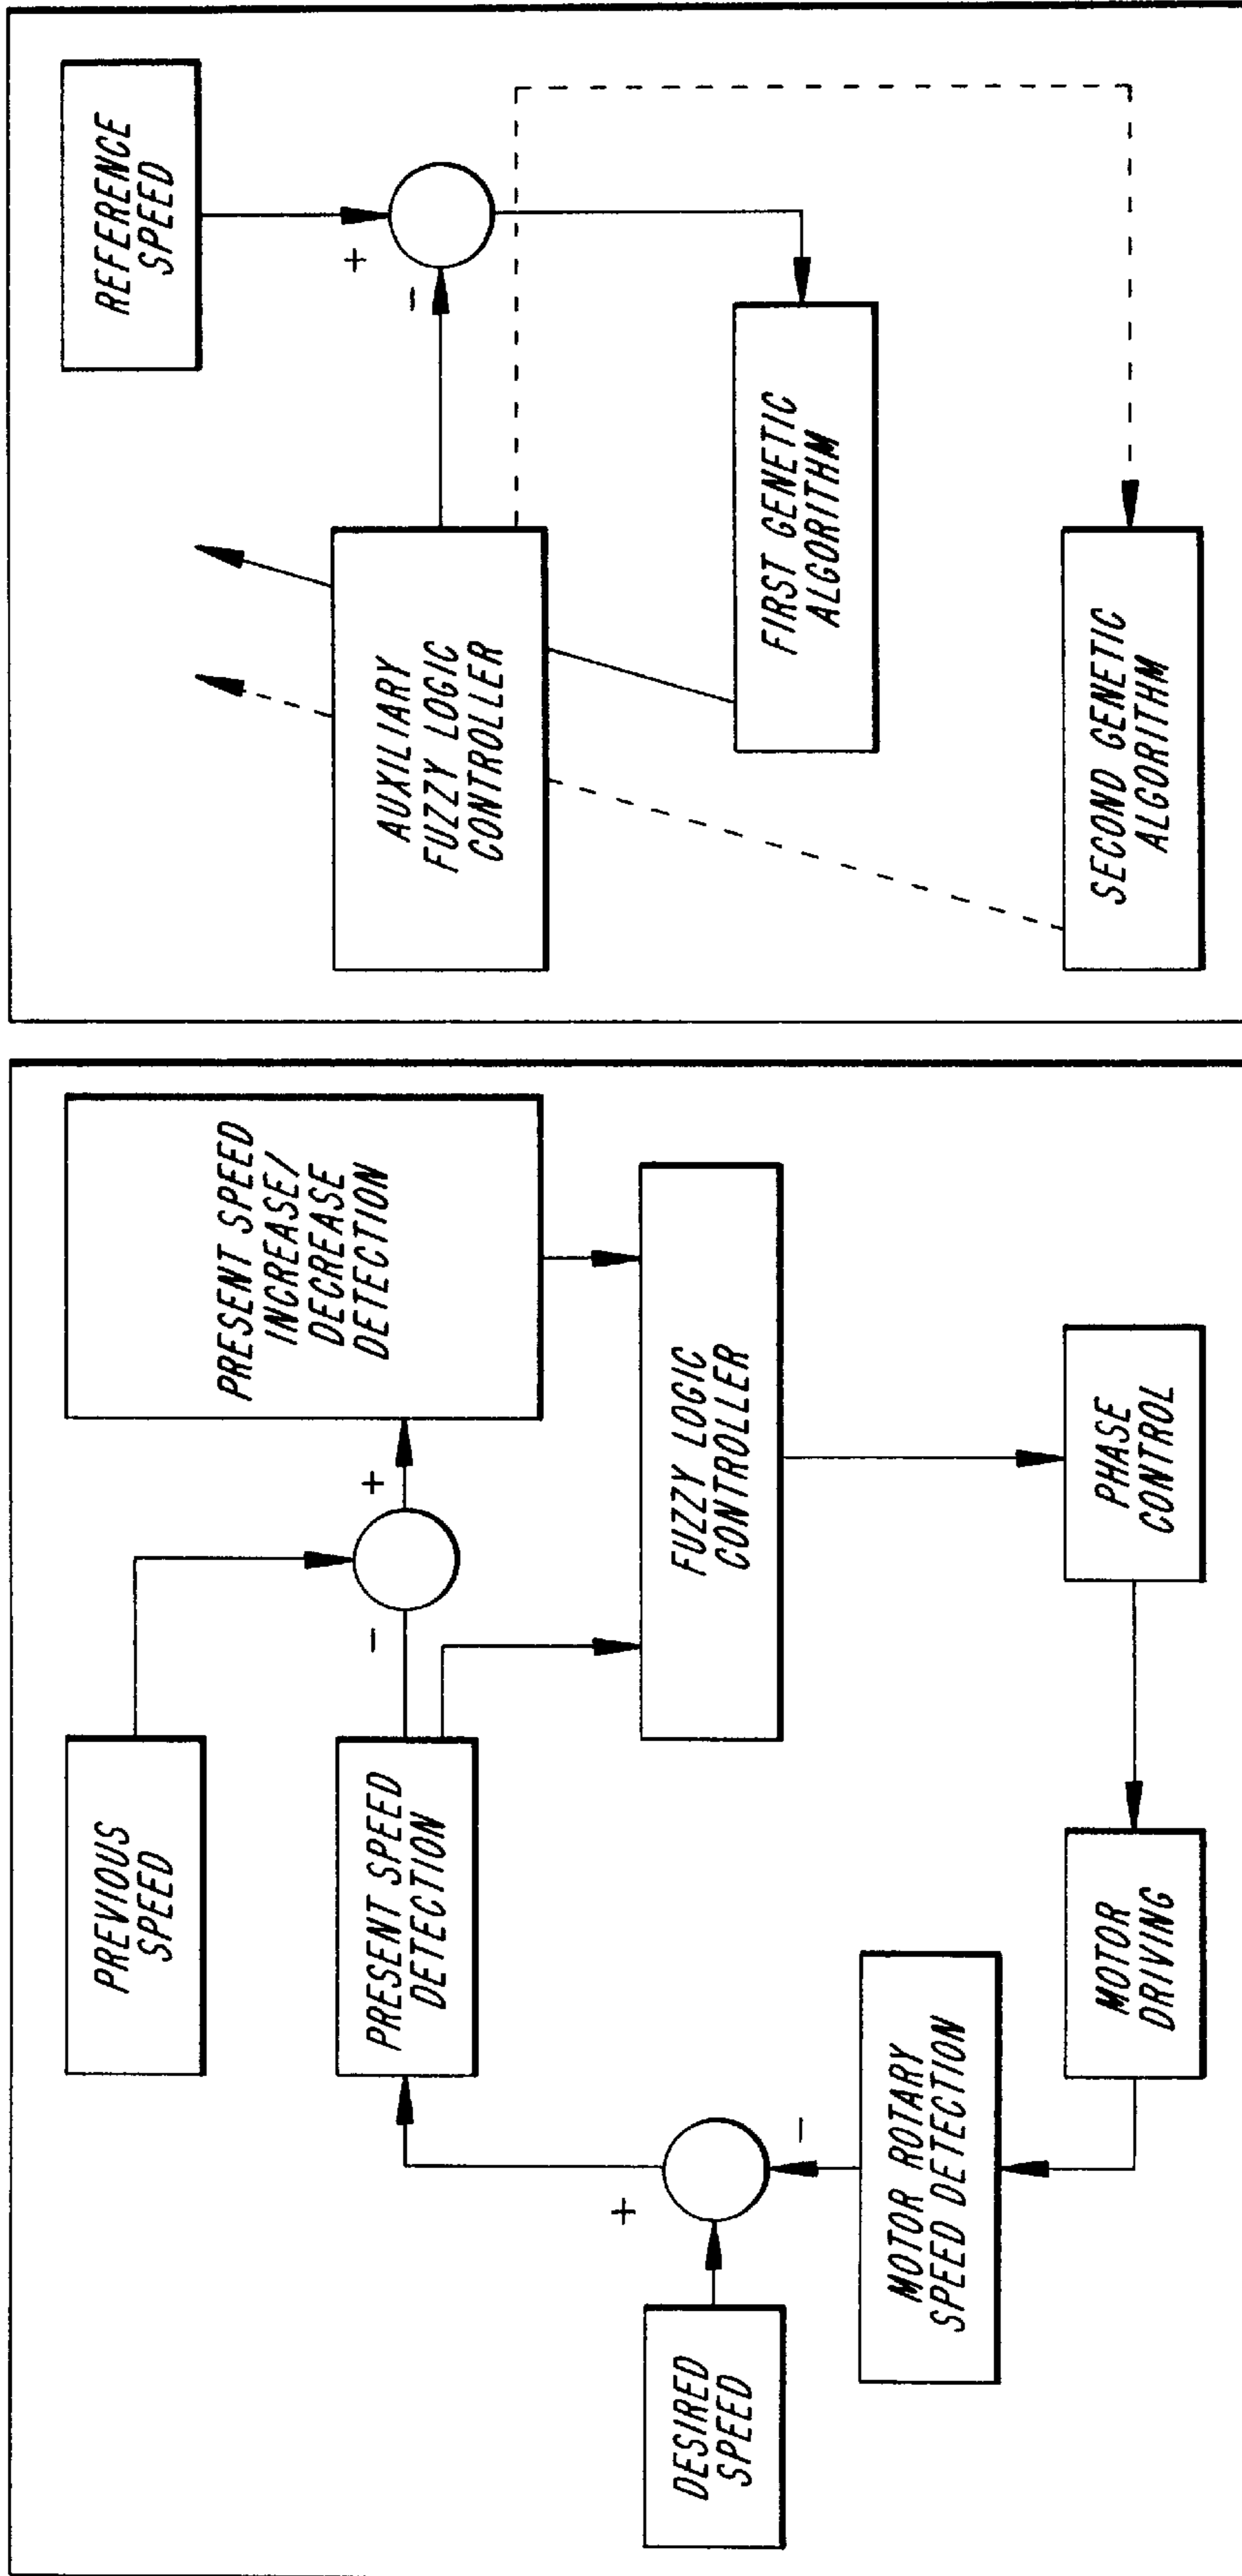 PREVIOUS
SPEED
PRESENT SPEED
INCREASE/
DECREASE
DETECTION
-
+
PRESENT SPEED
DETECTION
FUZZY LOGIC
CONTROLLER
+
-
DESIRED
SPEED
MOTOR ROTARY
SPEED DETECTION
MOTOR
DRIVING
PHASE
CONTROL
REFERENCE
SPEED
+
-
AUXILIARY
FUZZY LOGIC
CONTROLLER
FIRST GENETIC
ALGORITHM
SECOND GENETIC
ALGORITHM